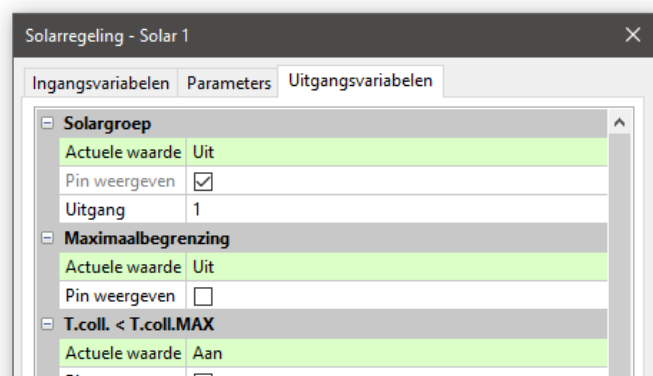 Solarregeling - Solar 1
Ingangsvariabelen Parameters Uitgangsvariabelen
Solargroep
Actuele waarde Uit
Pin weergeven
Uitgang 1
Maximaalbegrenzing
Actuele waarde Uit
Pin weergeven
T.coll. < T.coll.MAX
Actuele waarde Aan